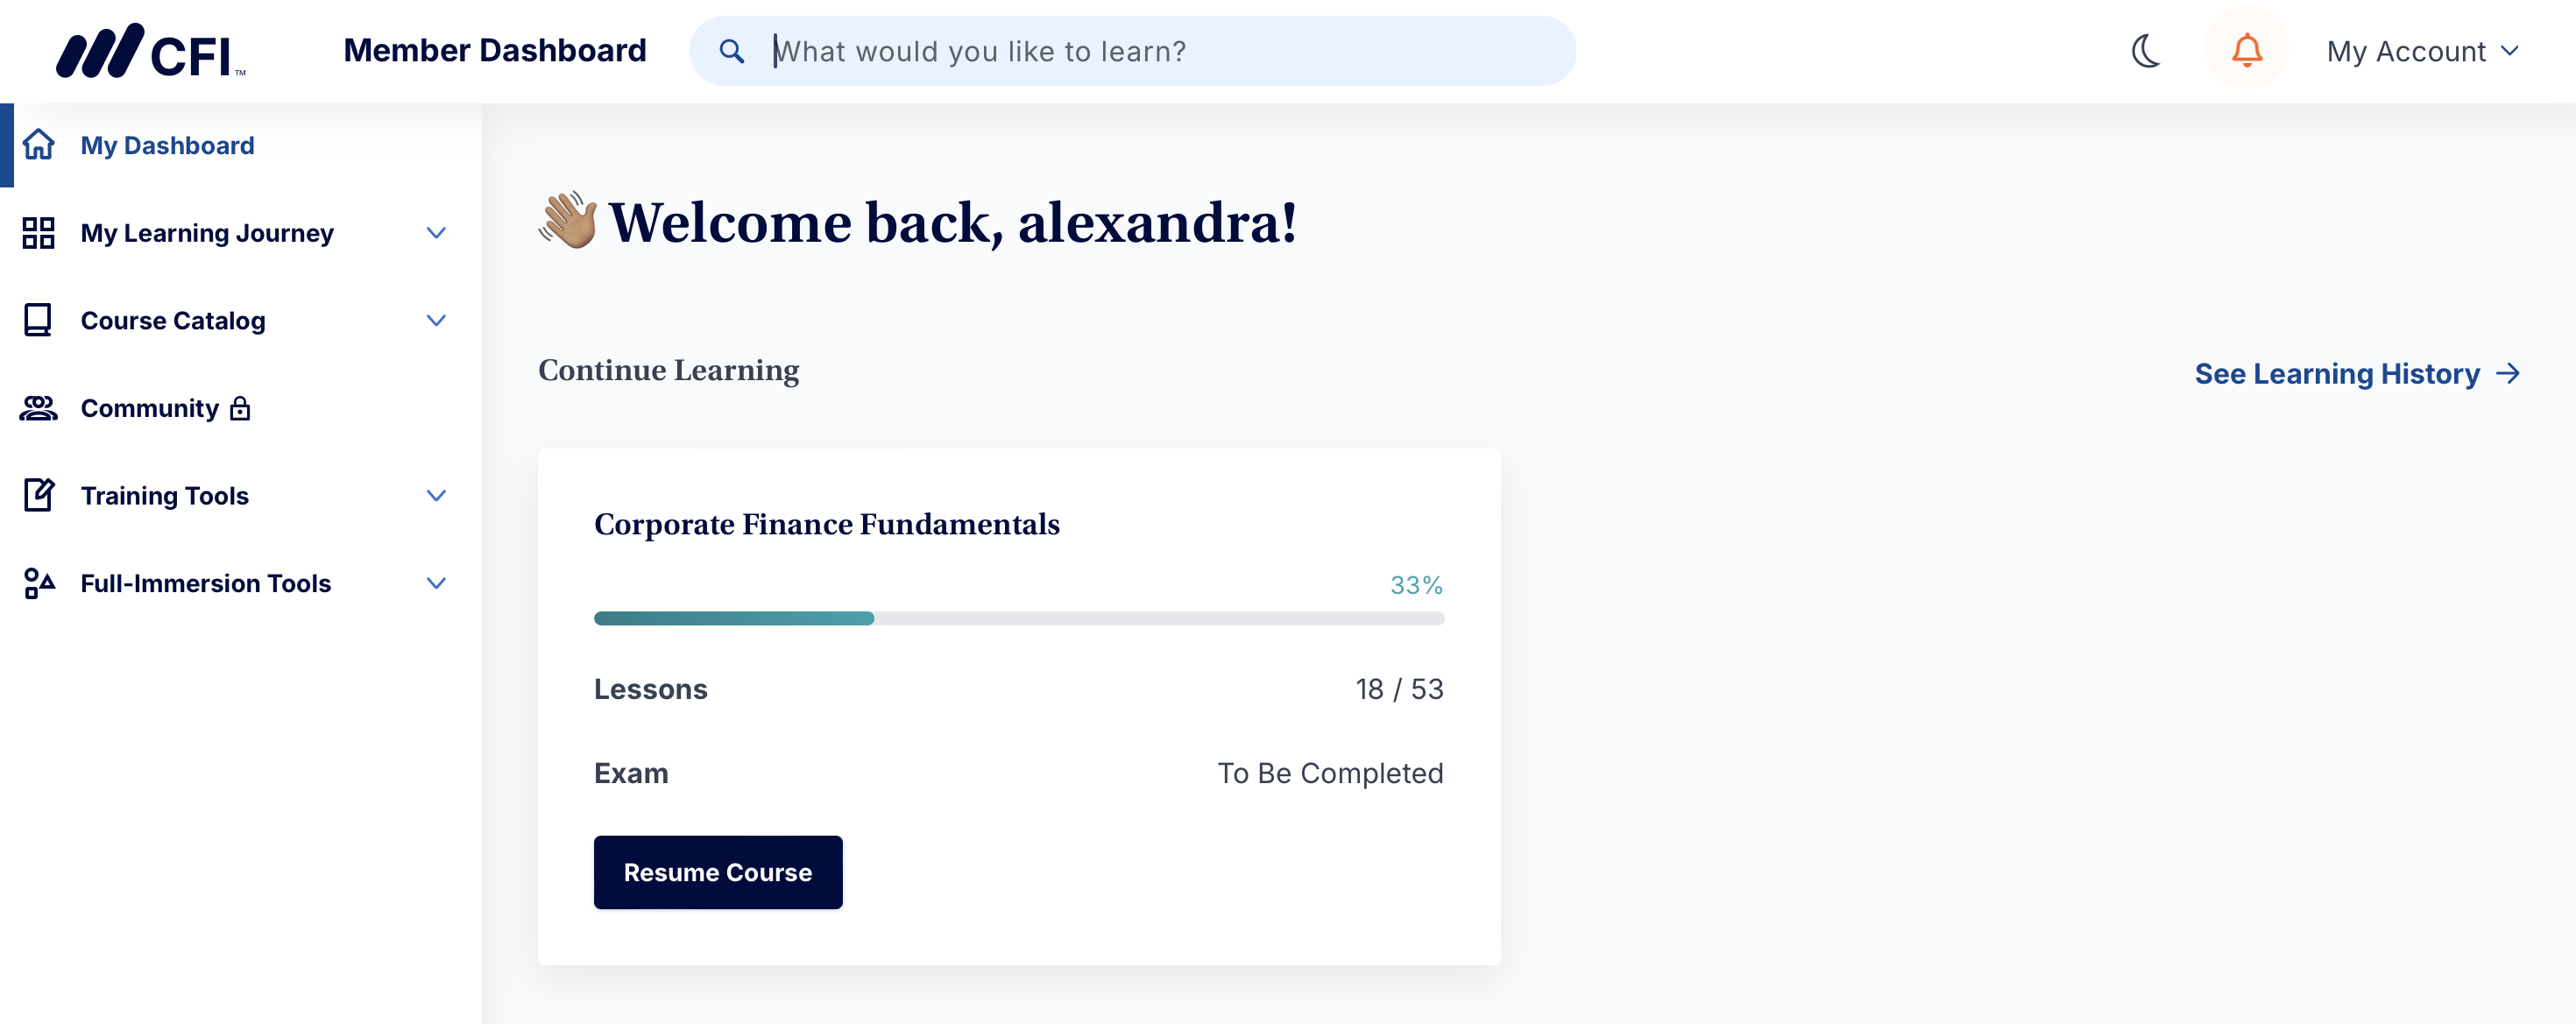 CFI™
Member Dashboard
What would you like to learn?
My Account
My Dashboard
My Learning Journey
Course Catalog
Community
Training Tools
Full-Immersion Tools
👋🏽 Welcome back, alexandra!
Continue Learning
See Learning History →
Corporate Finance Fundamentals
33%
Lessons 18 / 53
Exam To Be Completed
Resume Course